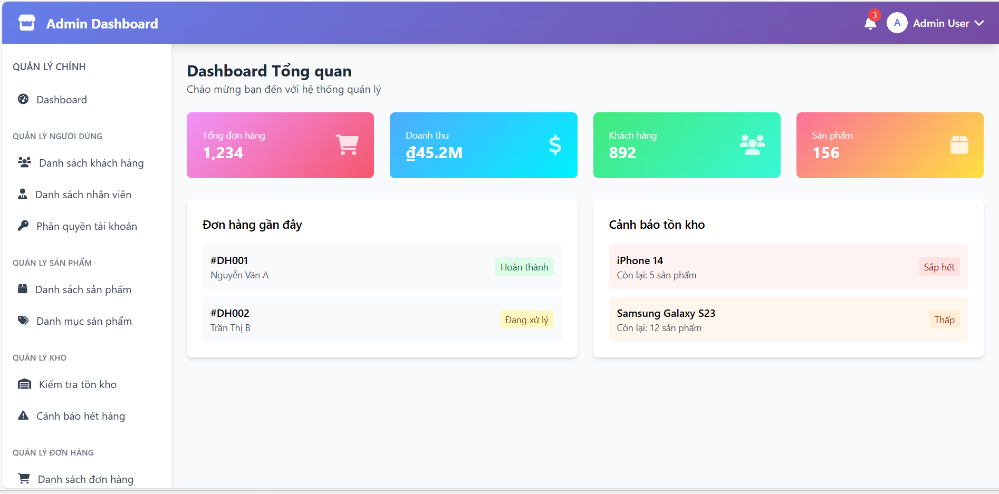 Admin Dashboard
3
A
Admin User
QUẢN LÝ CHÍNH
Dashboard
QUẢN LÝ NGƯỜI DÙNG
Danh sách khách hàng
Danh sách nhân viên
Phân quyền tài khoản
QUẢN LÝ SẢN PHẨM
Danh sách sản phẩm
Danh mục sản phẩm
QUẢN LÝ KHO
Kiểm tra tồn kho
Cảnh báo hết hàng
QUẢN LÝ ĐƠN HÀNG
Danh sách đơn hàng
Dashboard Tổng quan
Chào mừng bạn đến với hệ thống quản lý
Tổng đơn hàng
1,234
Doanh thu
₫45.2M
Khách hàng
892
Sản phẩm
156
Đơn hàng gần đây
#DH001
Nguyễn Văn A
Hoàn thành
#DH002
Trần Thị B
Đang xử lý
Cảnh báo tồn kho
iPhone 14
Còn lại: 5 sản phẩm
Sắp hết
Samsung Galaxy S23
Còn lại: 12 sản phẩm
Thấp